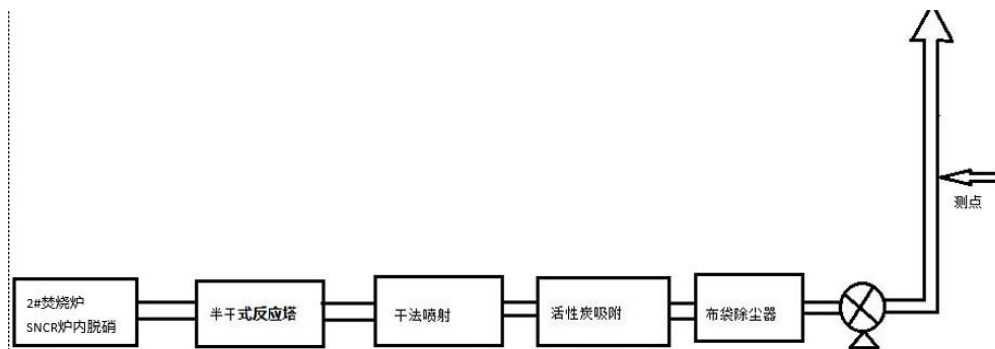 测点
2#焚烧炉
SNCR炉内脱硝
半干式反应塔
干法喷射
活性炭吸附
布袋除尘器